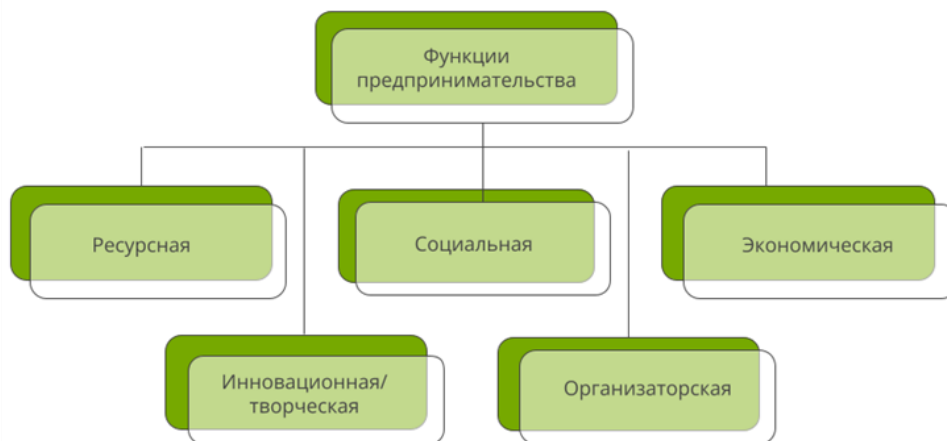 Функции
предпринимательства
Ресурсная
Социальная
Экономическая
Инновационная/
творческая
Организаторская